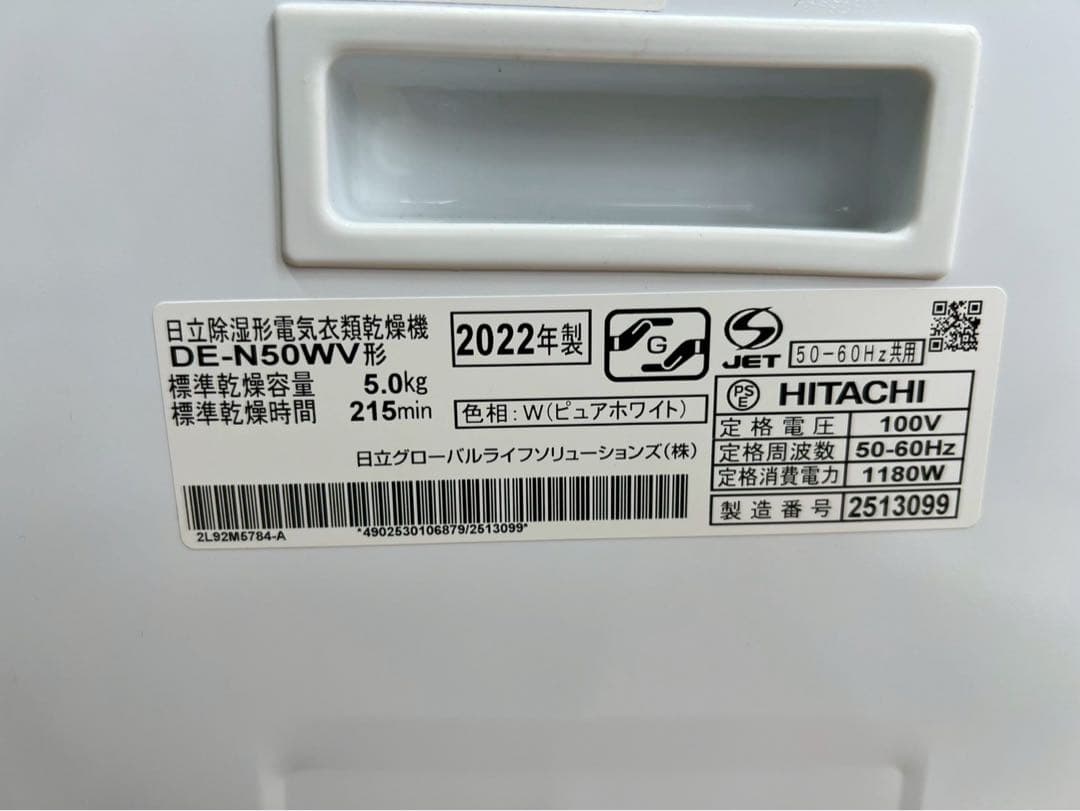 日立除湿形電気衣類乾燥機
DE-N50WV形
標準乾燥容量 5.0kg
標準乾燥時間 215min
2022年製
色相:W(ピュアホワイト)
日立グローバルライフソリューションズ(株)
2L92M5784-A
*4902530106879/2513099*
G
S
JET
50-60Hz共用
PS
E
HITACHI
定格電圧 100V
定格周波数 50-60Hz
定格消費電力 1180W
製造番号 2513099